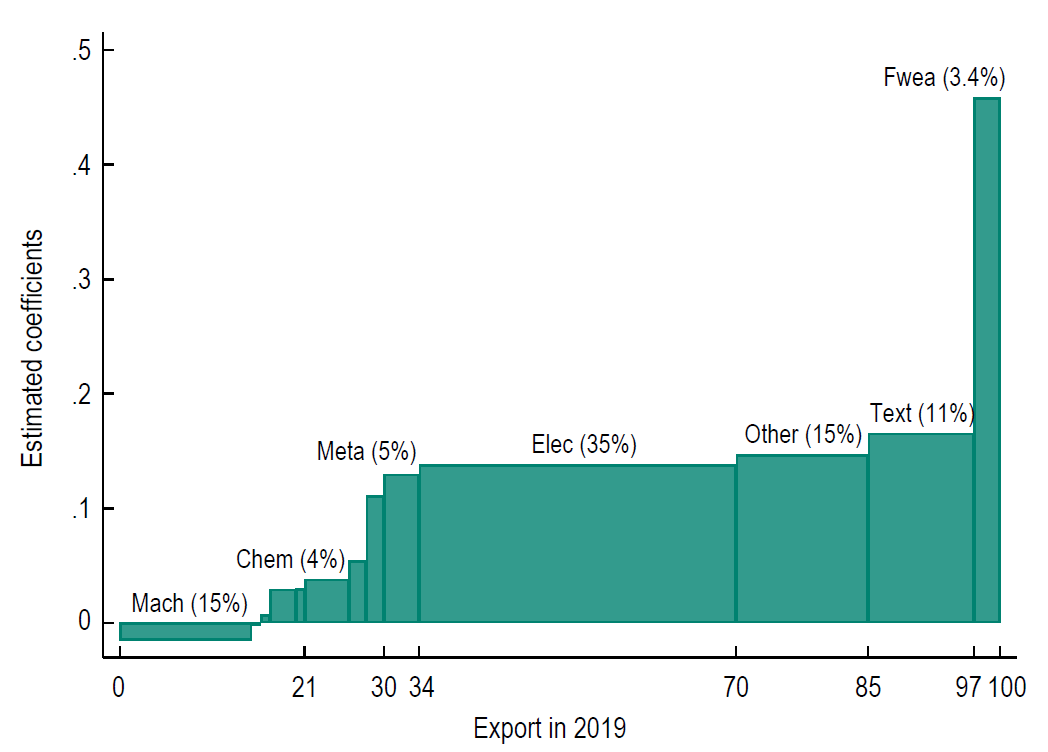 .5
Fwea (3.4%)
.4
.3
Estimated coefficients
.2
Text (11%)
Other (15%)
Elec (35%)
Meta (5%)
.1
Chem (4%)
Mach (15%)
0
0 21 30 34 70 85 97 100
Export in 2019